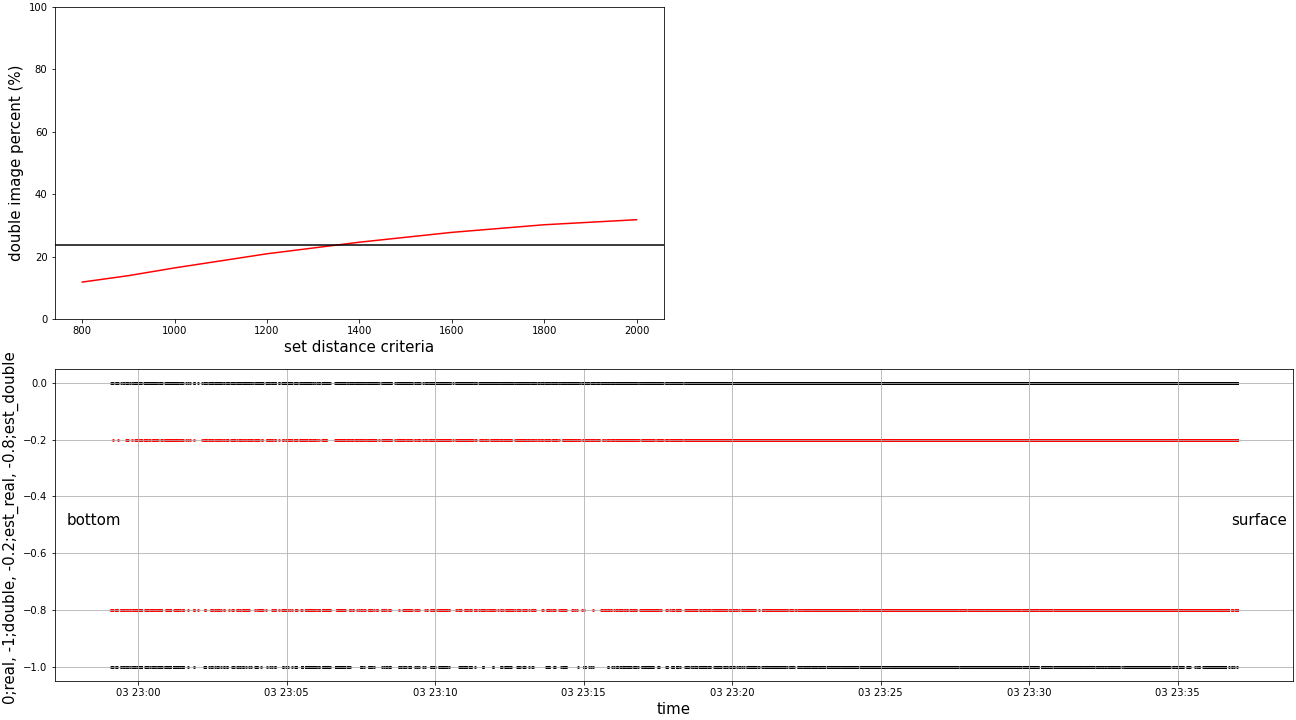 100
80
60
40
20
0
double image percent (%)
800 1000 1200 1400 1600 1800 2000
set distance criteria
0.0
−0.2
−0.4
−0.6
−0.8
−1.0
0;real, -1;double, -0.2;est_real, -0.8;est_double
bottom
surface
03 23:00 03 23:05 03 23:10 03 23:15 03 23:20 03 23:25 03 23:30 03 23:35
time